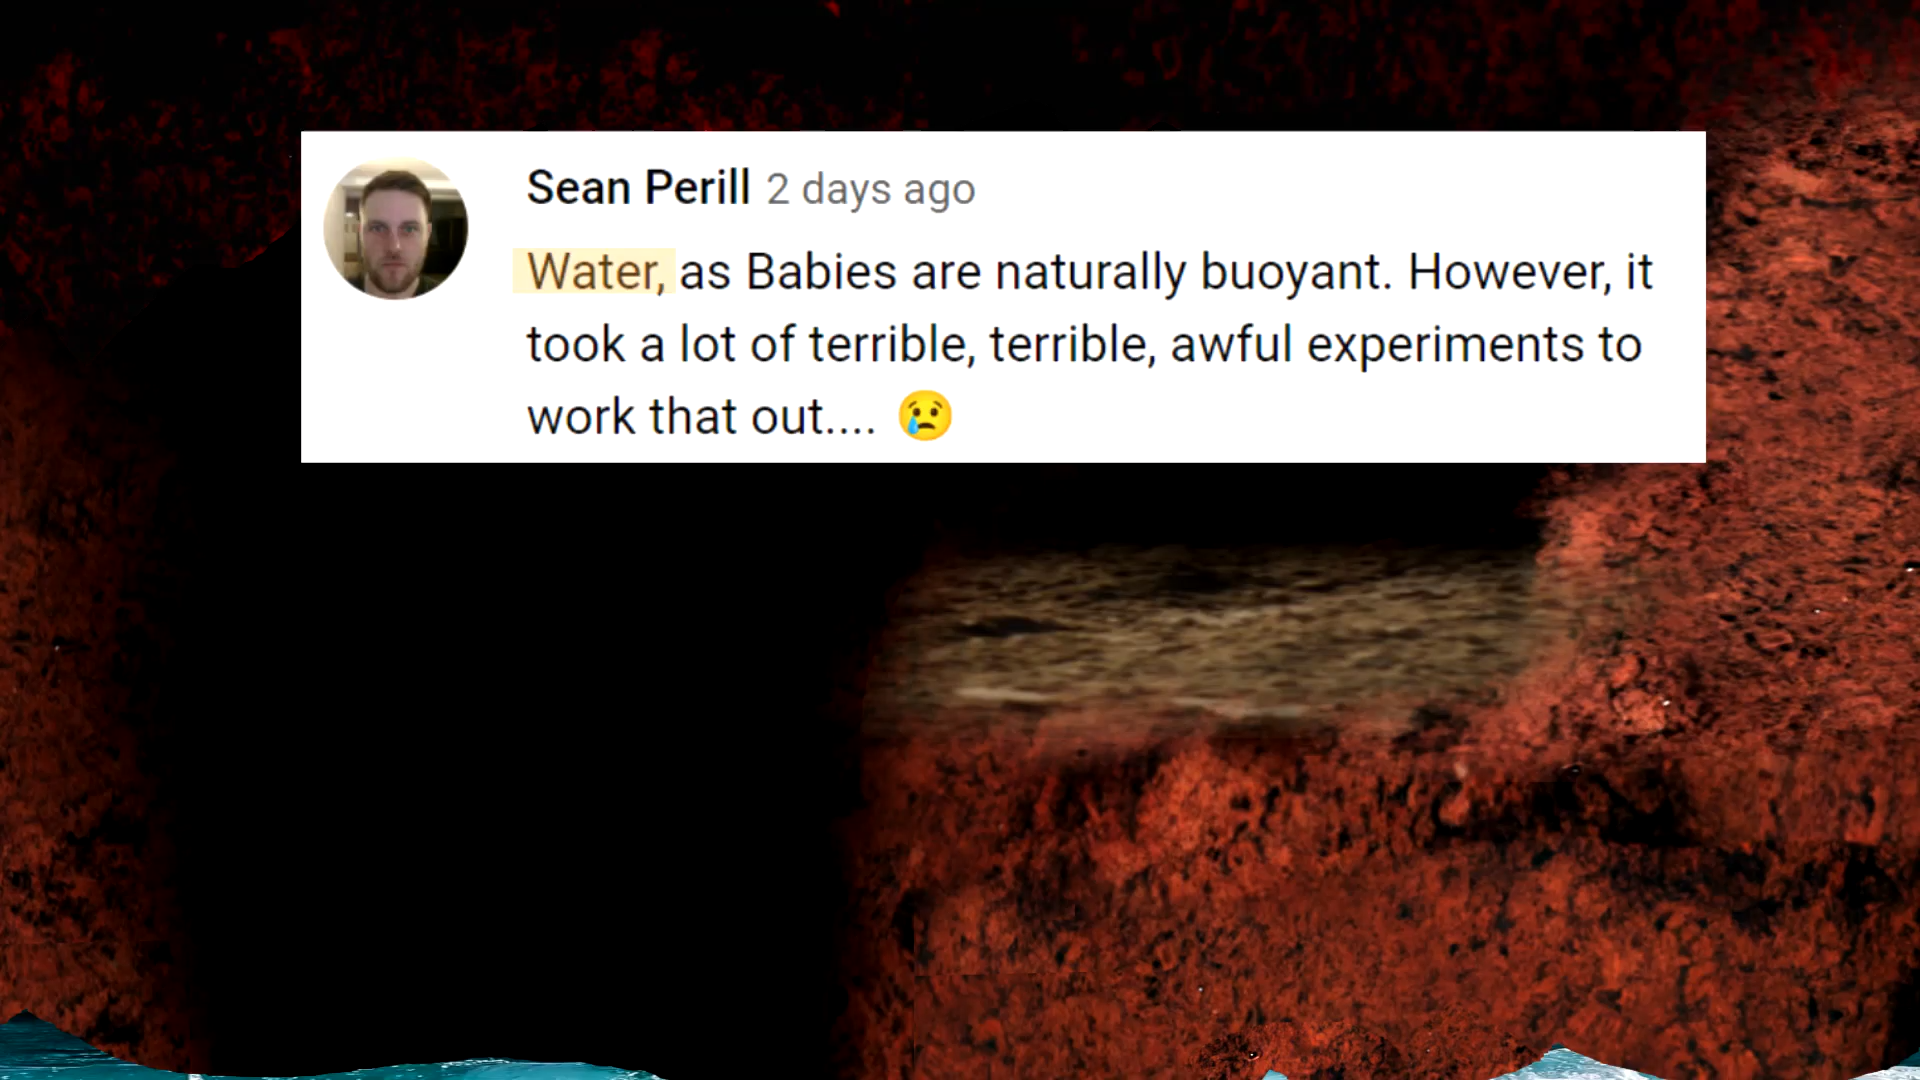 Sean Perill 2 days ago
Water, as Babies are naturally buoyant. However, it
took a lot of terrible, terrible, awful experiments to
work that out.... 😢